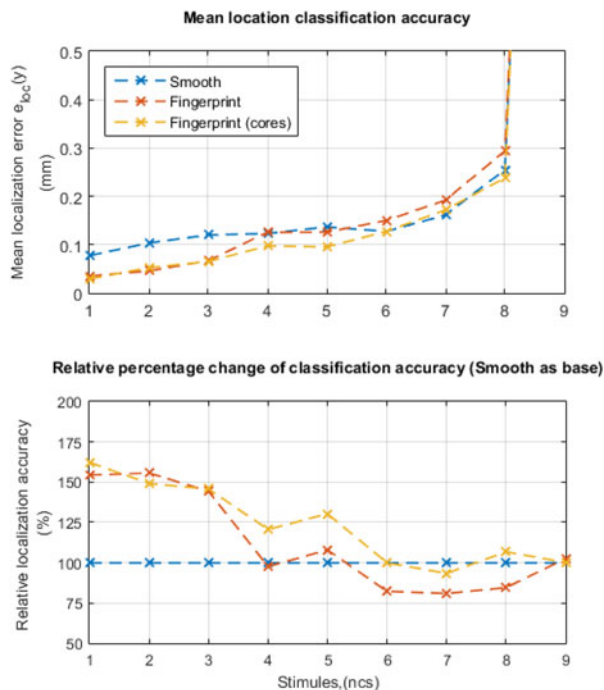 Mean location classification accuracy
Mean localization error e_loc(y)
(mm)
0.5
0.4
0.3
0.2
0.1
0
Smooth
Fingerprint
Fingerprint (cores)
1 2 3 4 5 6 7 8 9
Relative percentage change of classification accuracy (Smooth as base)
Relative localization accuracy
(%)
200
175
150
125
100
75
50
1 2 3 4 5 6 7 8 9
Stimules,(ncs)